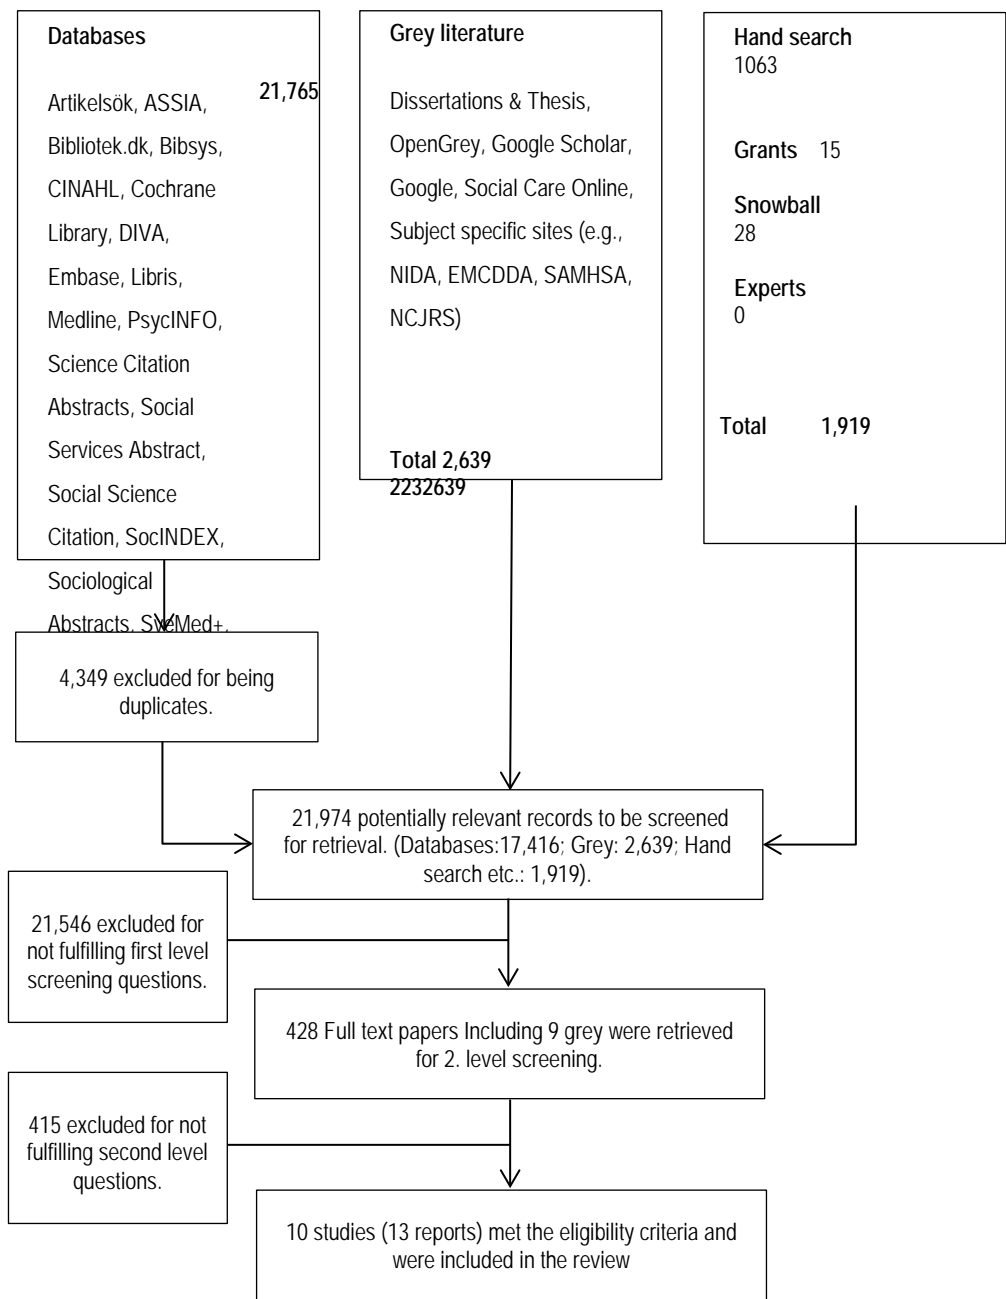 Databases
21,765
Artikelsök, ASSIA,
Bibliotek.dk, Bibsys,
CINAHL, Cochrane
Library, DIVA,
Embase, Libris,
Medline, PsycINFO,
Science Citation
Abstracts, Social
Services Abstract,
Social Science
Citation, SocINDEX,
Sociological
Abstracts, SveMed+,
Grey literature
Dissertations & Thesis,
OpenGrey, Google Scholar,
Google, Social Care Online,
Subject specific sites (e.g.,
NIDA, EMCDDA, SAMHSA,
NCJRS)
Total 2,639
2232639
Hand search
1063
Grants 15
Snowball
28
Experts
0
Total 1,919
4,349 excluded for being
duplicates.
21,974 potentially relevant records to be screened
for retrieval. (Databases:17,416; Grey: 2,639; Hand
search etc.: 1,919).
21,546 excluded for
not fulfilling first level
screening questions.
428 Full text papers Including 9 grey were retrieved
for 2. level screening.
415 excluded for not
fulfilling second level
questions.
10 studies (13 reports) met the eligibility criteria and
were included in the review